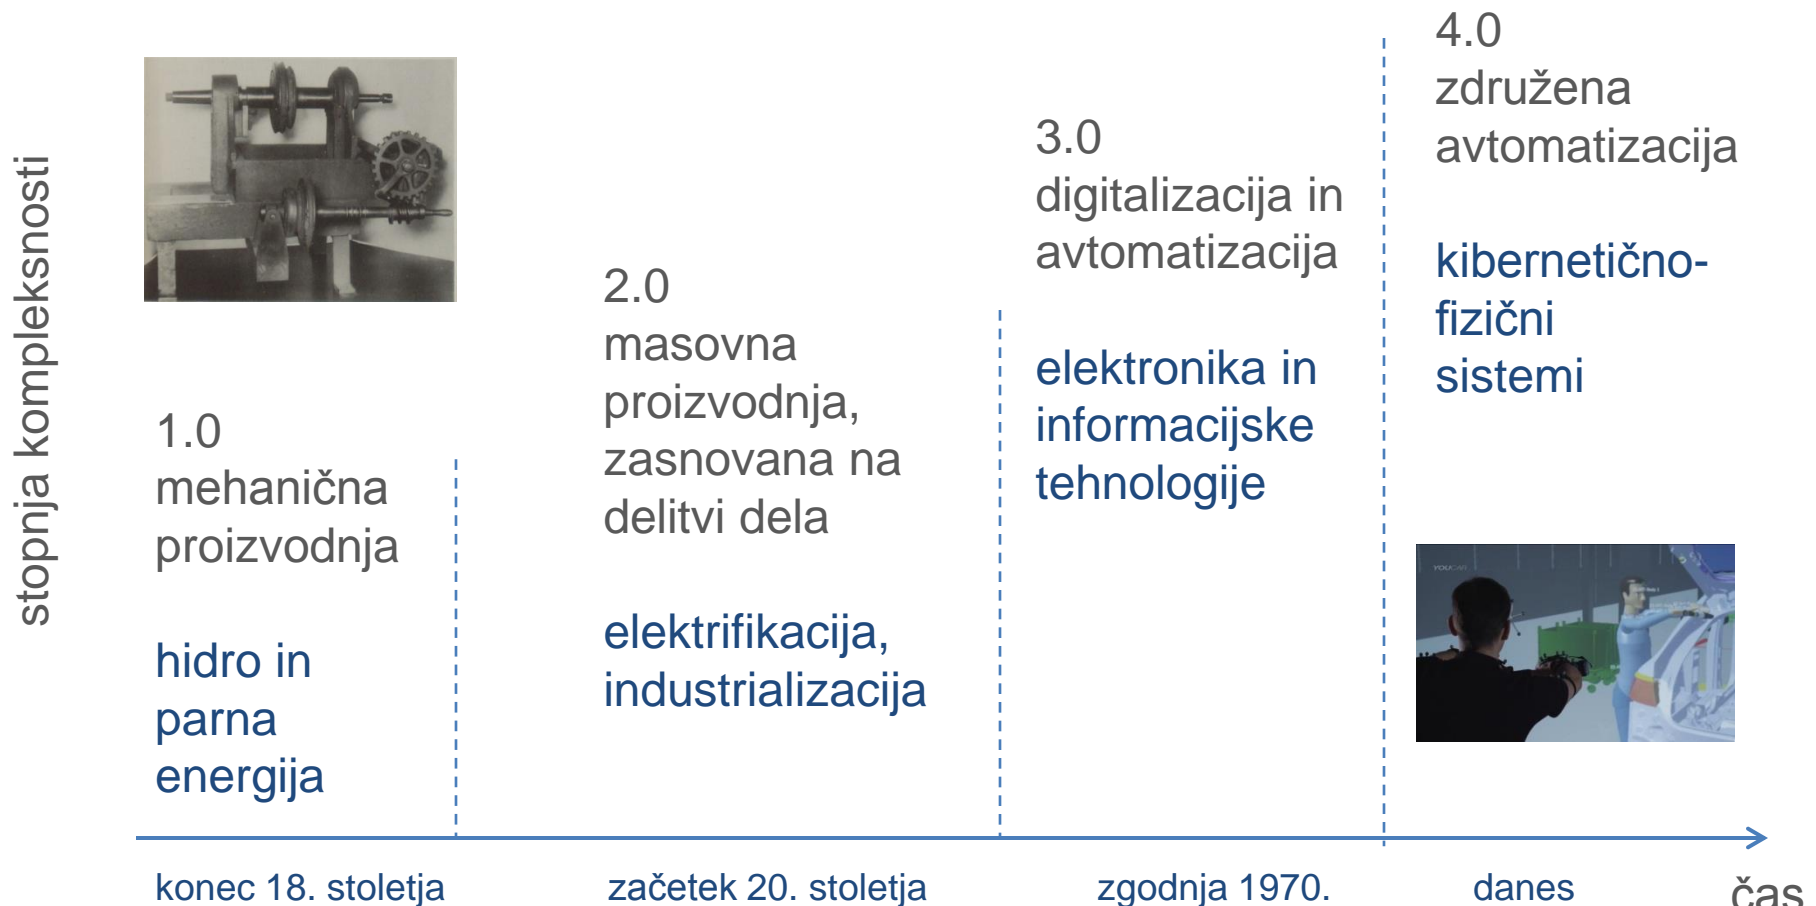 stopnja kompleksnosti
1.0
mehanična
proizvodnja
hidro in
parna
energija
2.0
masovna
proizvodnja,
zasnovana na
delitvi dela
elektrifikacija,
industrializacija
3.0
digitalizacija in
avtomatizacija
elektronika in
informacijske
tehnologije
4.0
združena
avtomatizacija
kibernetično-
fizični
sistemi
konec 18. stoletja
začetek 20. stoletja
zgodnja 1970.
danes
čas